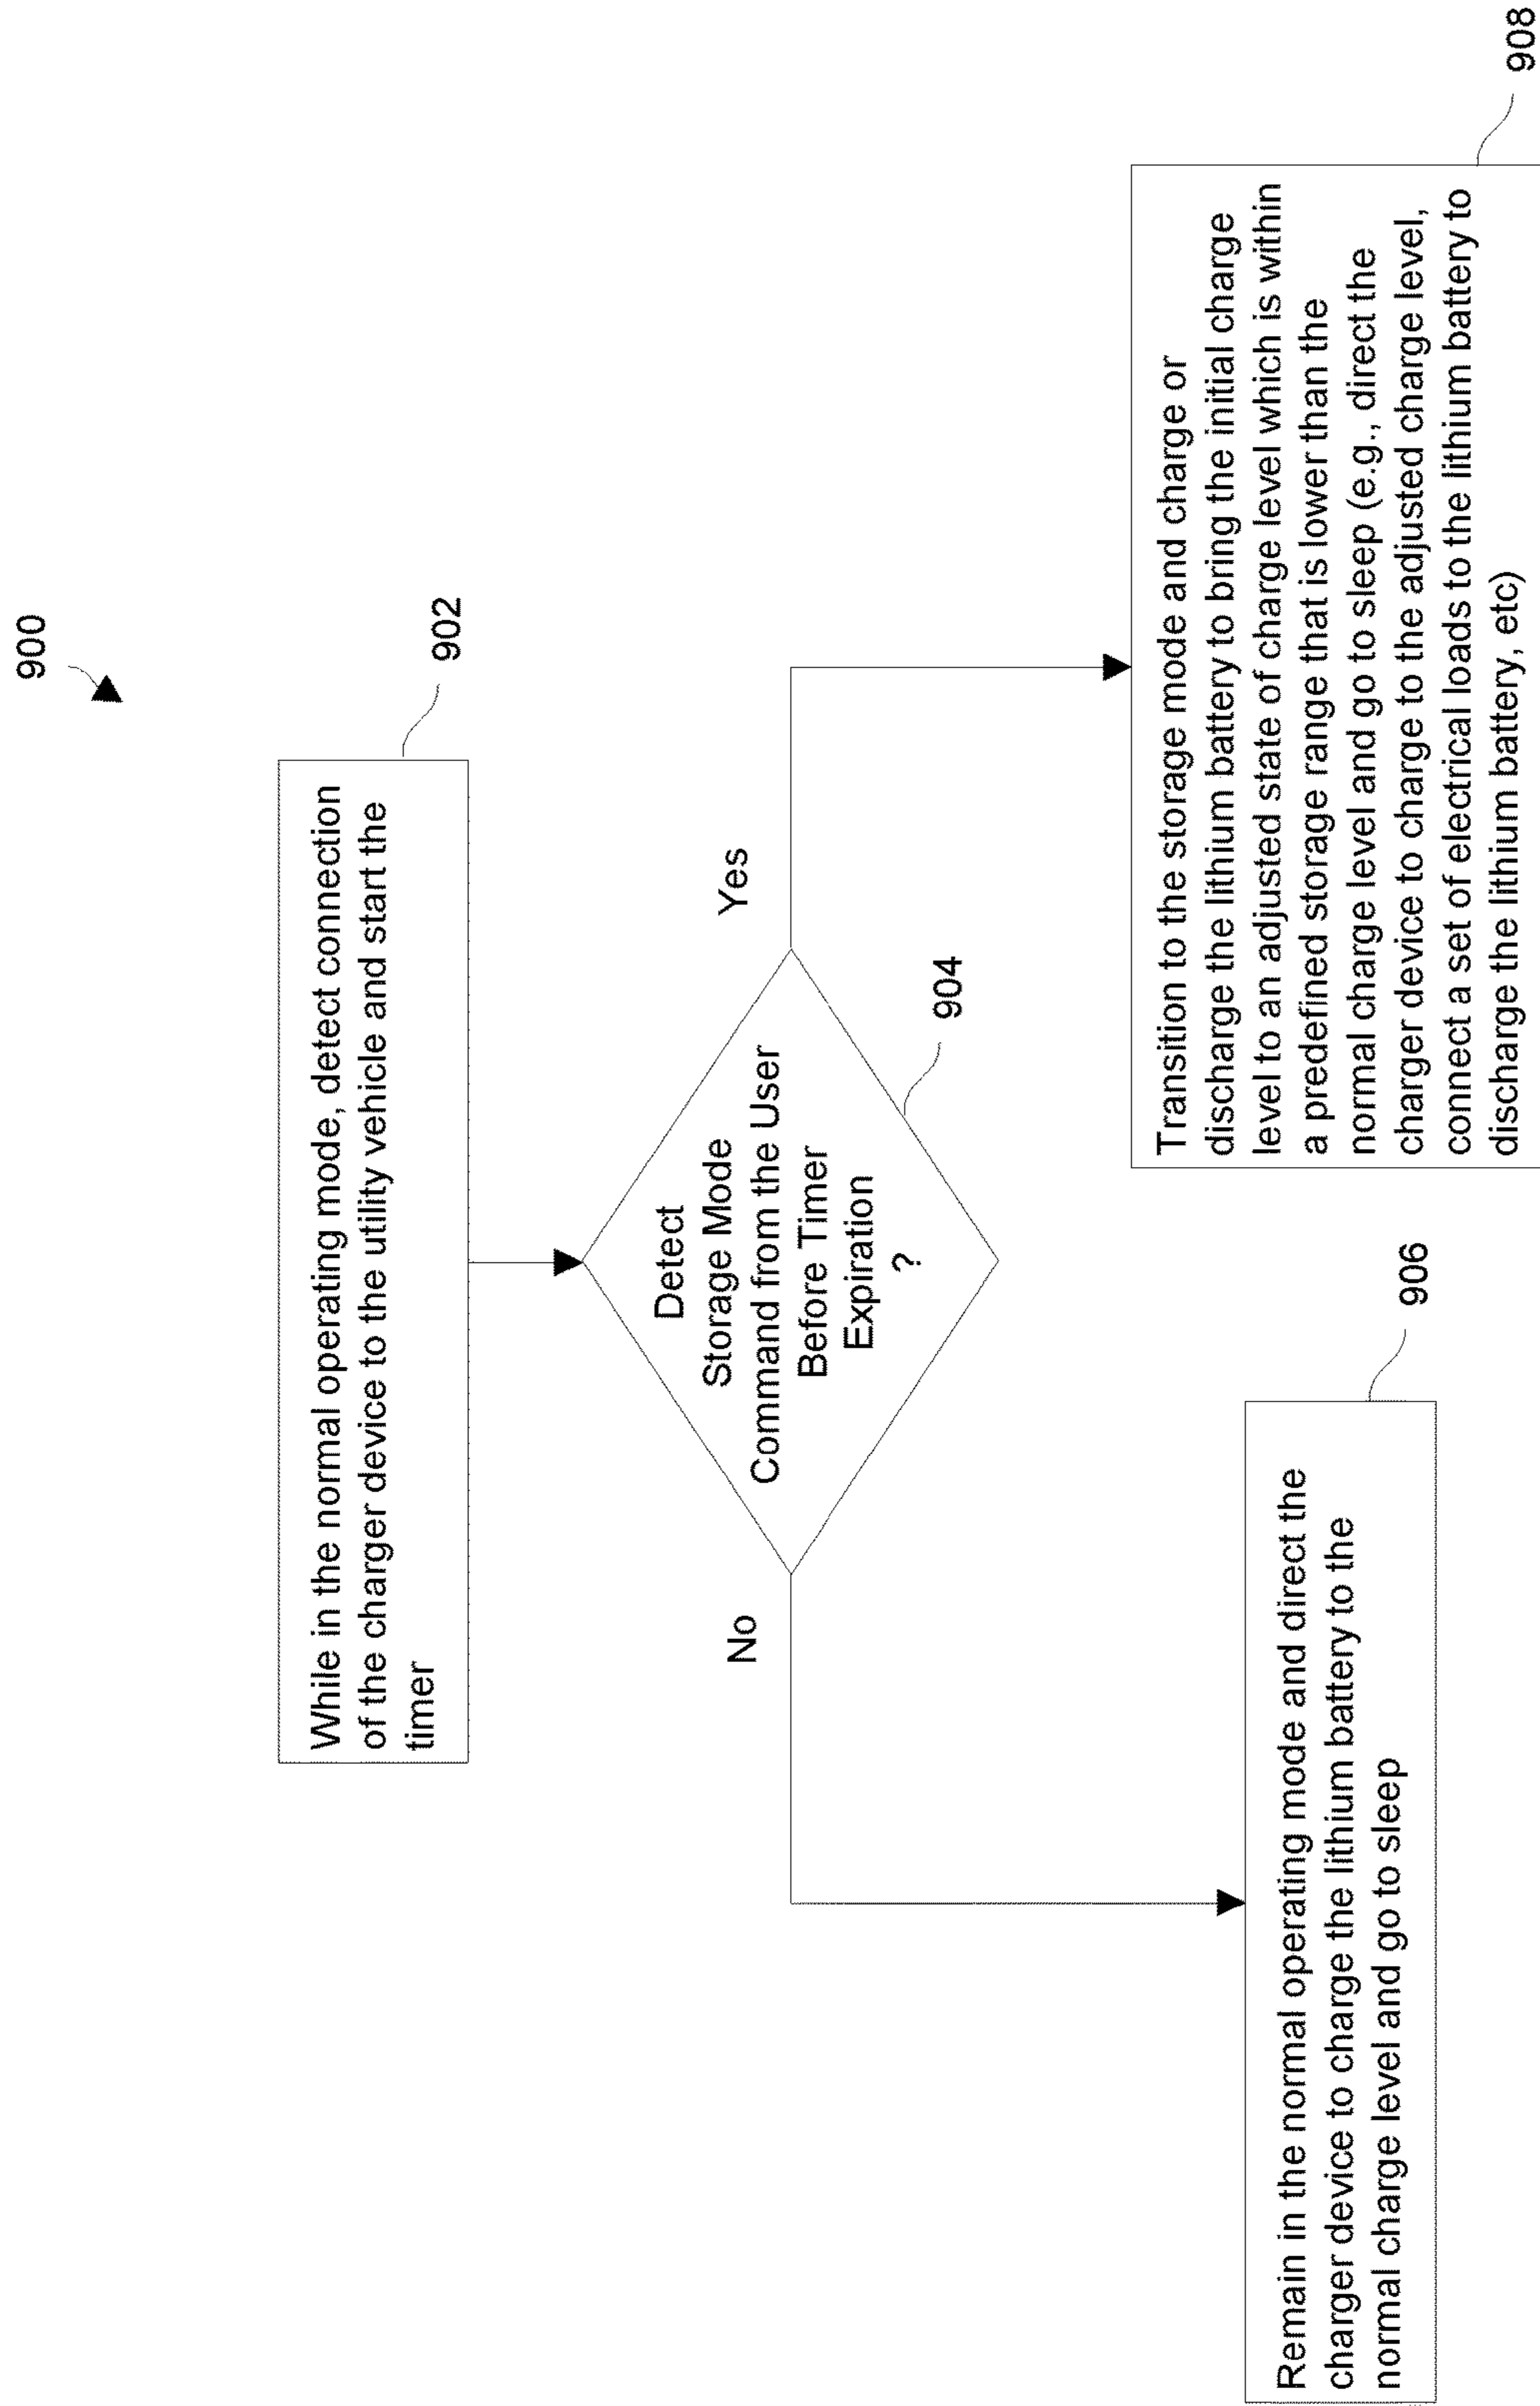 900
While in the normal operating mode, detect connection
of the charger device to the utility vehicle and start the
timer
902
Detect
Storage Mode
Command from the User
Before Timer
Expiration
?
904
No
Yes
Remain in the normal operating mode and direct the
charger device to charge the lithium battery to the
normal charge level and go to sleep
906
Transition to the storage mode and charge or
discharge the lithium battery to bring the initial charge
level to an adjusted state of charge level which is within
a predefined storage range that is lower than the
normal charge level and go to sleep (e.g., direct the
charger device to charge to the adjusted charge level,
connect a set of electrical loads to the lithium battery to
discharge the lithium battery, etc)
908